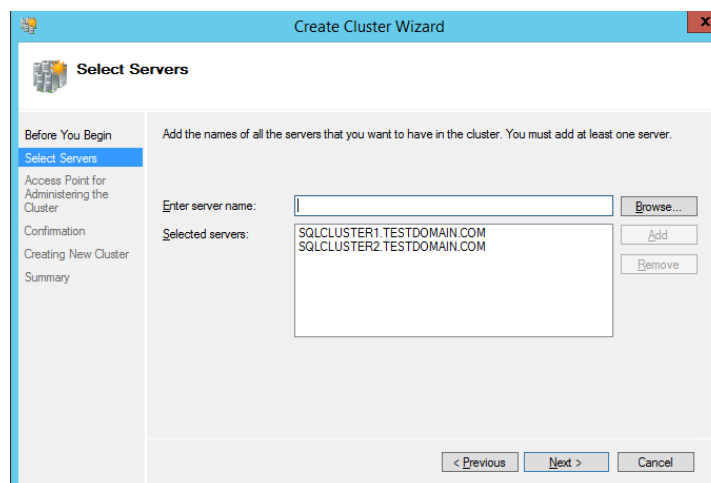 Create Cluster Wizard
X
Select Servers
Before You Begin
Select Servers
Access Point for
Administering the
Cluster
Confirmation
Creating New Cluster
Summary
Add the names of all the servers that you want to have in the cluster. You must add at least one server.
Enter server name:
Browse...
Selected servers:
SQLCLUSTER1.TESTDOMAIN.COM
SQLCLUSTER2.TESTDOMAIN.COM
Add
Remove
< Previous
Next >
Cancel